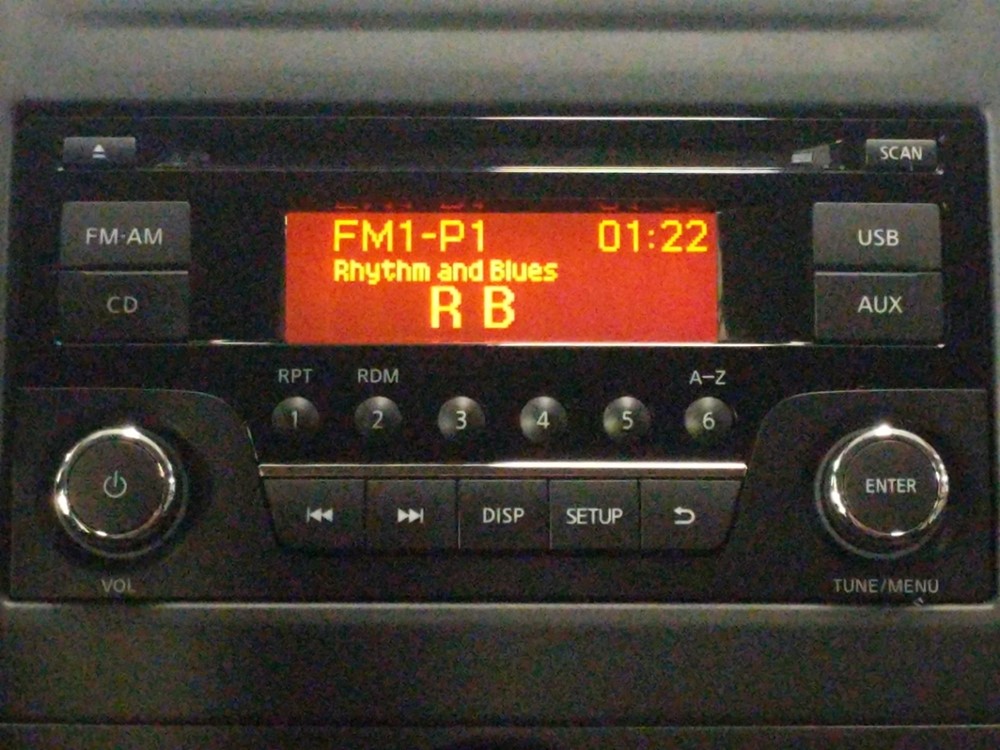 SCAN
FM·AM
FM1-P1 01:22
USB
Rhythm and Blues
CD
R B
AUX
RPT RDM A-Z
1 2 3 4 5 6
ENTER
DISP SETUP
VOL
TUNE/MENU